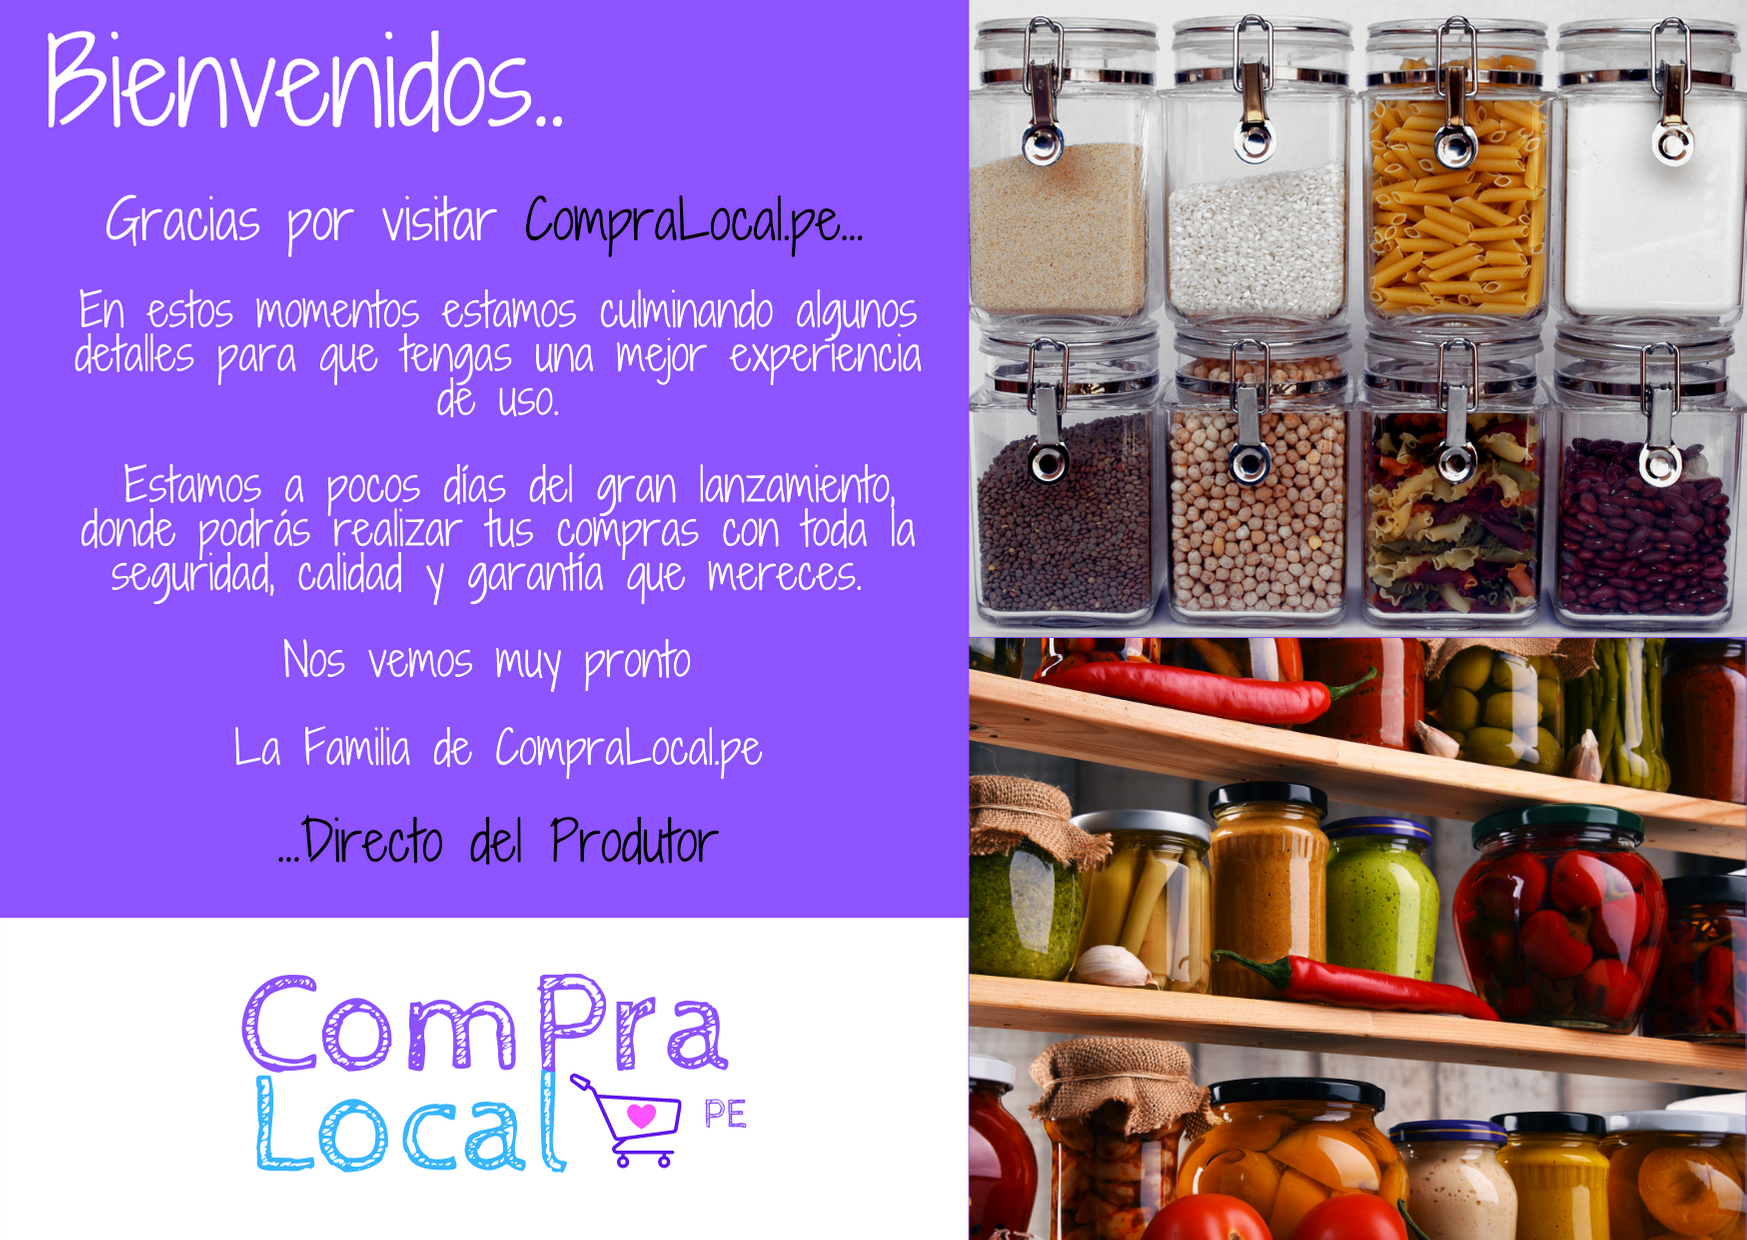 Bienvenidos..
Gracias por visitar CompraLocal.pe...
En estos momentos estamos culminando algunos
detalles para que tengas una mejor experiencia
de uso.
Estamos a pocos días del gran lanzamiento,
donde podrás realizar tus compras con toda la
seguridad, calidad y garantía que mereces.
Nos vemos muy pronto
La Familia de CompraLocal.pe
...Directo del Produtor
ComPra
Local
PE